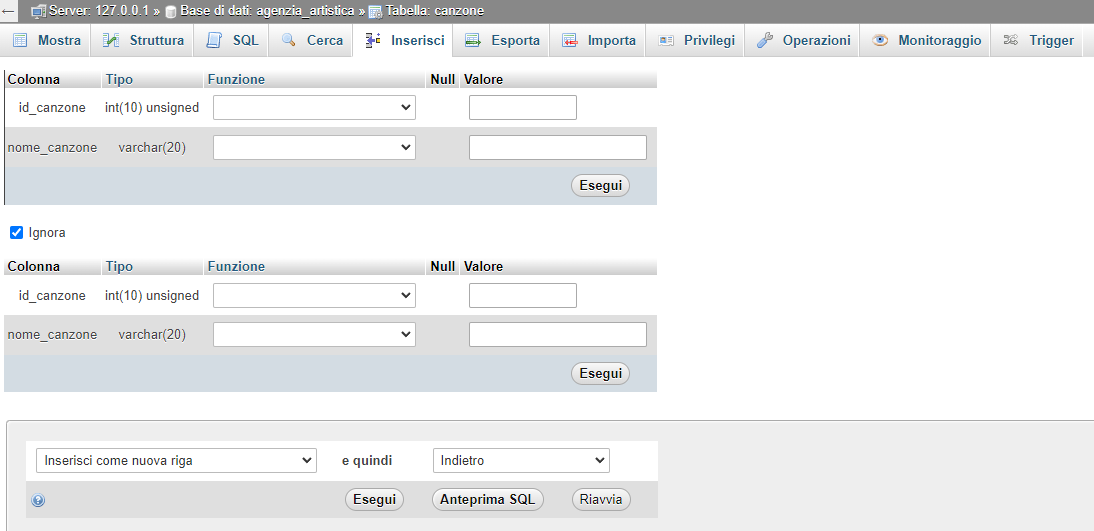 Server: 127.0.0.1 » Base di dati: agenzia_artistica » Tabella: canzone
Mostra Struttura SQL Cerca Inserisci Esporta Importa Privilegi Operazioni Monitoraggio Trigger
Colonna Tipo Funzione Null Valore
id_canzone int(10) unsigned
nome_canzone varchar(20)
Esegui
Ignora
Colonna Tipo Funzione Null Valore
id_canzone int(10) unsigned
nome_canzone varchar(20)
Esegui
Inserisci come nuova riga e quindi Indietro
Esegui Anteprima SQL Riavvia